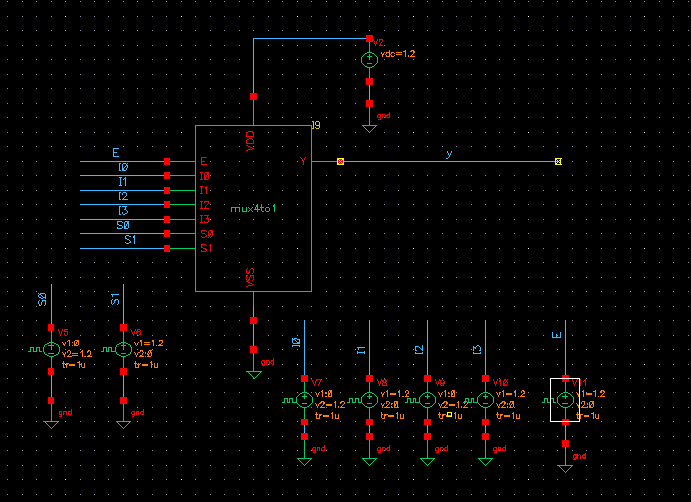 V2
vdc=1.2
gnd
I9
VDD
E
E
Y
y
I0
I0
I1
I1
I2
I2
mux4to1
I3
I3
S0
S0
S1
S1
VSS
gnd
S0
V5
v1:0
v2=1.2
tr=1u
gnd
S1
V6
v1=1.2
v2:0
tr=1u
gnd
I0
V7
v1:0
v2=1.2
tr=1u
gnd
I1
V8
v1=1.2
v2:0
tr=1u
gnd
I2
V9
v1:0
v2=1.2
tr=1u
gnd
I3
V10
v1=1.2
v2:0
tr=1u
gnd
E
v1=1.2
v2:0
tr=1u
gnd